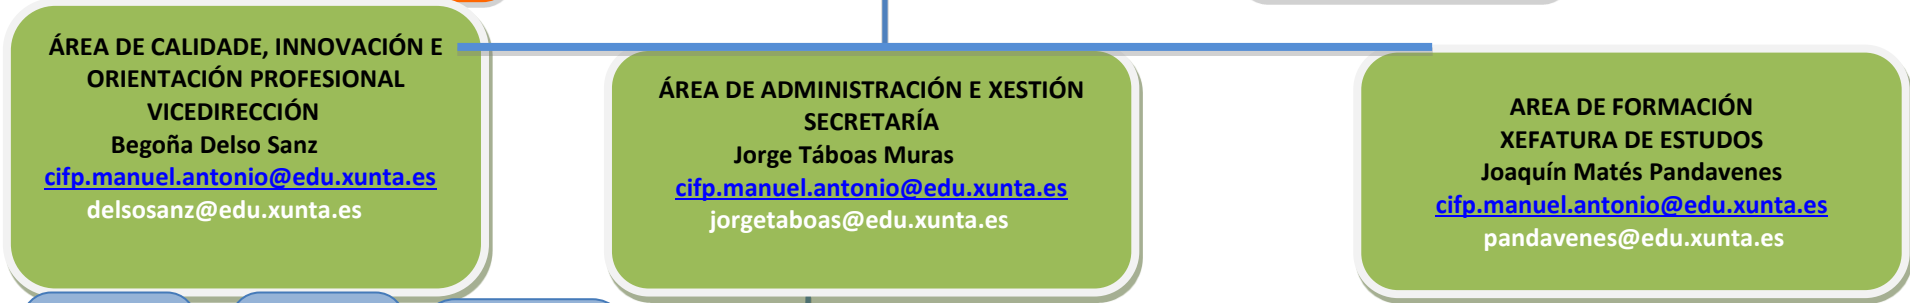 ÁREA DE CALIDADE, INNOVACIÓN E
ORIENTACIÓN PROFESIONAL
VICEDIRECCIÓN
Begoña Delso Sanz
cifp.manuel.antonio@edu.xunta.es
delsosanz@edu.xunta.es
ÁREA DE ADMINISTRACIÓN E XESTIÓN
SECRETARÍA
Jorge Táboas Muras
cifp.manuel.antonio@edu.xunta.es
jorgetaboas@edu.xunta.es
AREA DE FORMACIÓN
XEFATURA DE ESTUDOS
Joaquín Matés Pandavenes
cifp.manuel.antonio@edu.xunta.es
pandavenes@edu.xunta.es